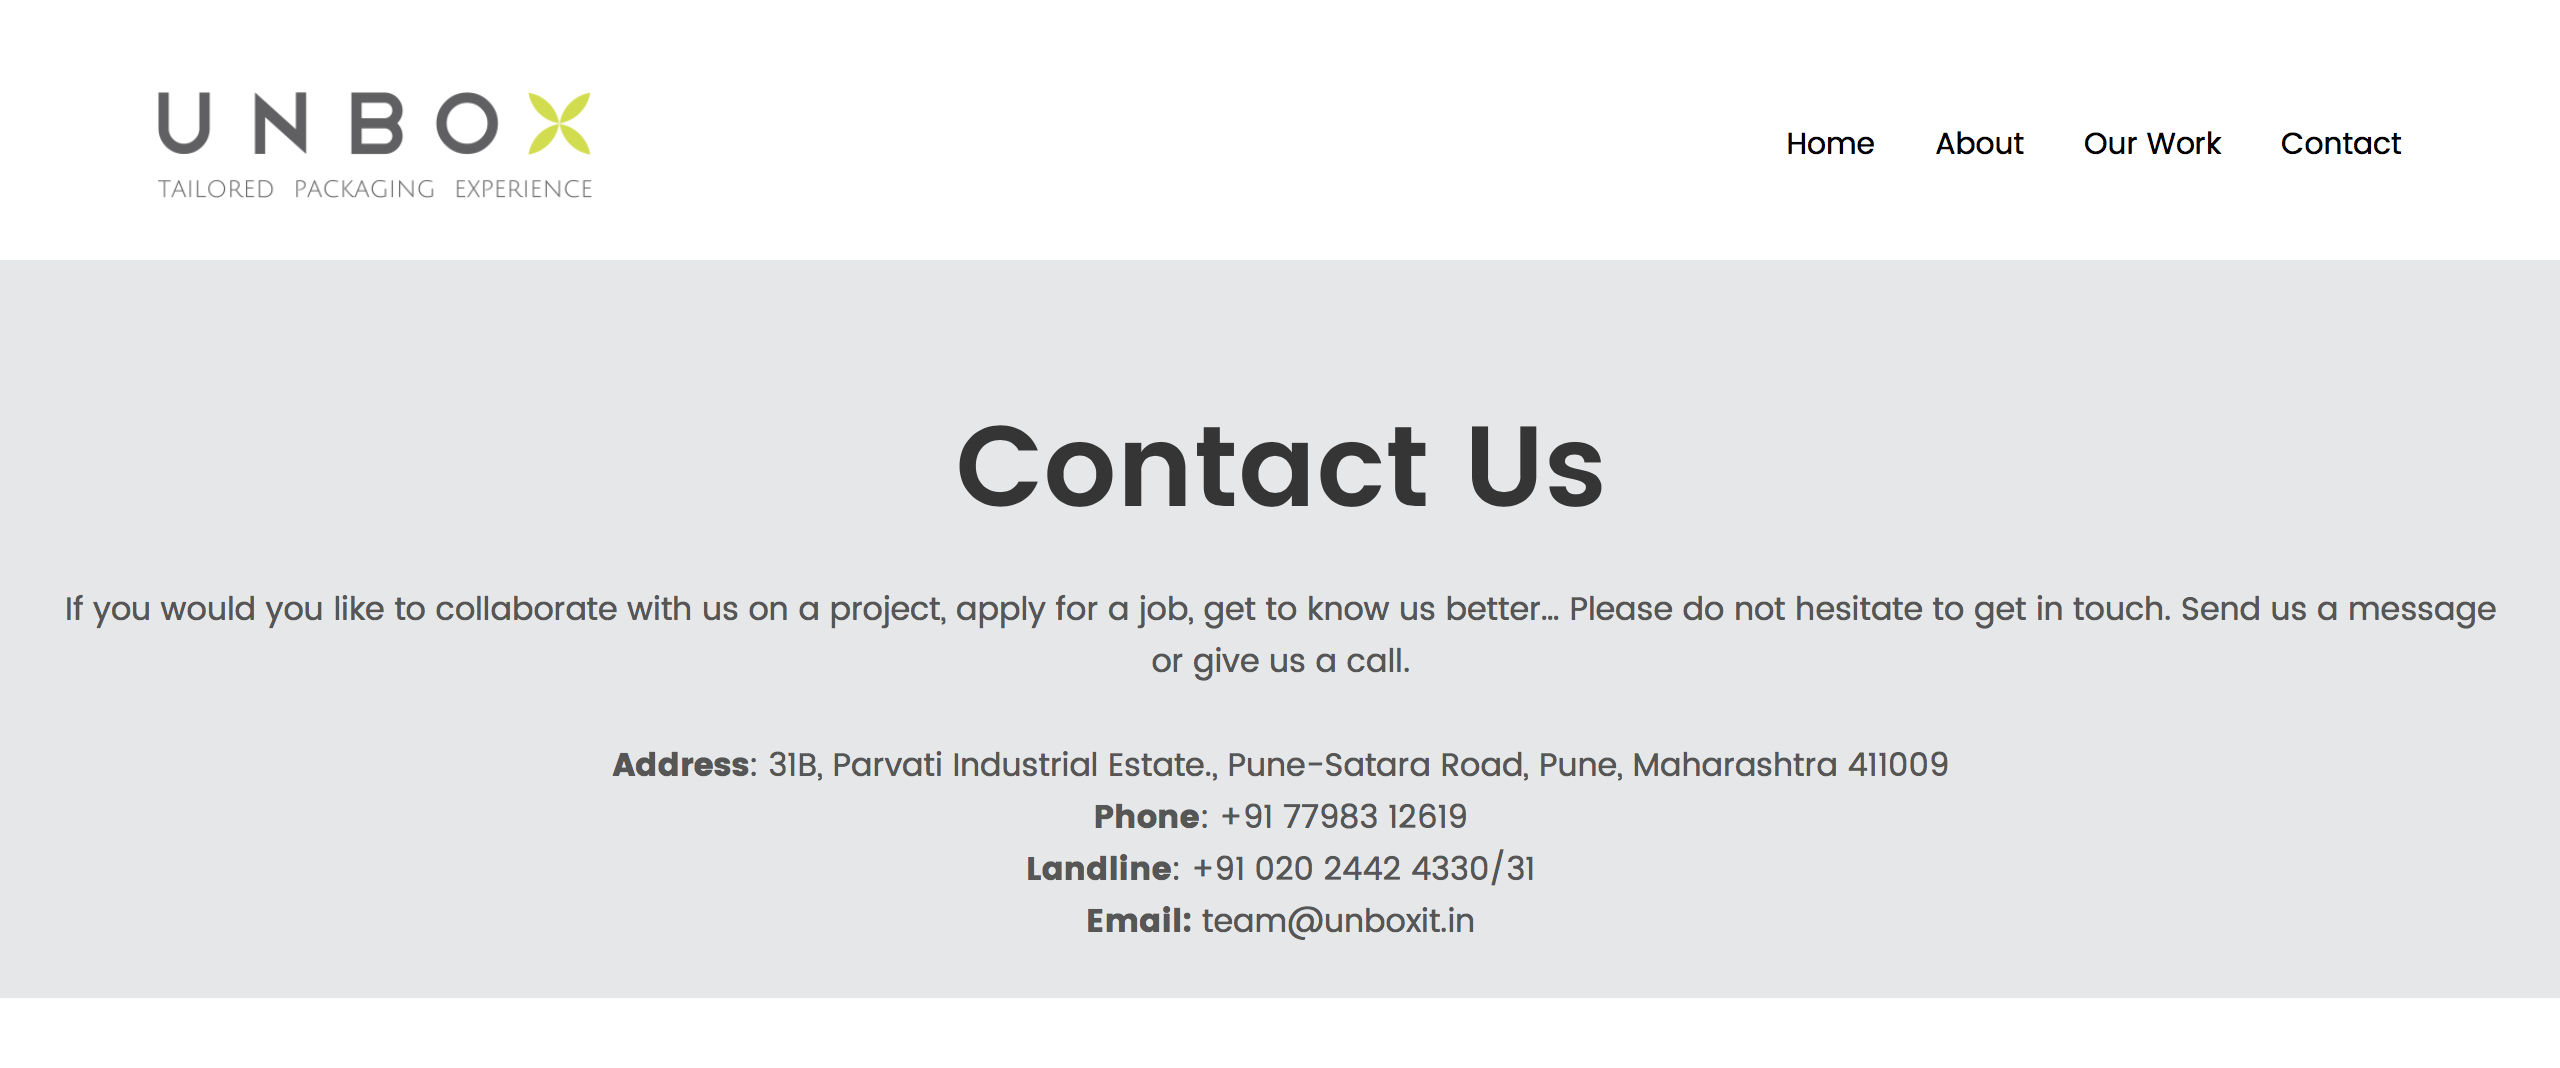 UNBOX
TAILORED PACKAGING EXPERIENCE
Home About Our Work Contact
Contact Us
If you would you like to collaborate with us on a project, apply for a job, get to know us better... Please do not hesitate to get in touch. Send us a message
or give us a call.
Address: 31B, Parvati Industrial Estate., Pune-Satara Road, Pune, Maharashtra 411009
Phone: +91 77983 12619
Landline: +91 020 2442 4330/31
Email: team@unboxit.in